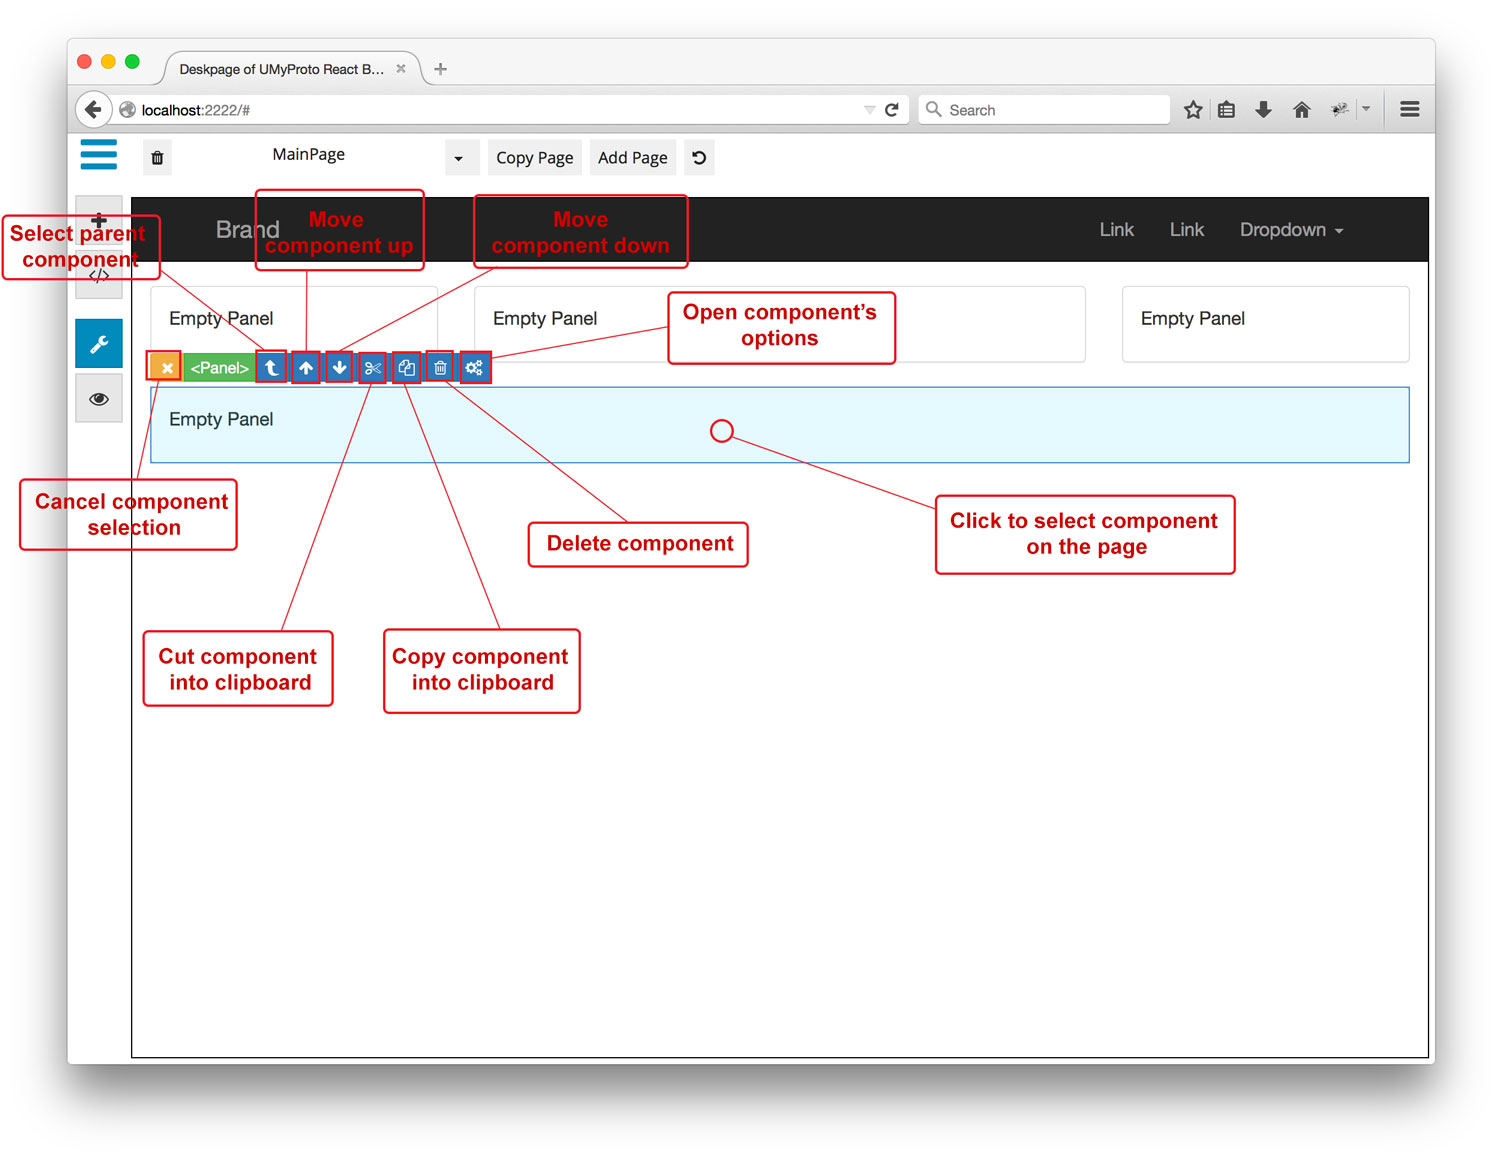 Deskpage of UMyProto React B...
localhost:2222/#
Search
MainPage
Copy Page
Add Page
Select parent
component
Brand
Move
component up
Move
component down
Link
Link
Dropdown
</>
Empty Panel
Empty Panel
Open component's
options
Empty Panel
<Panel>
Empty Panel
Cancel component
selection
Delete component
Click to select component
on the page
Cut component
into clipboard
Copy component
into clipboard